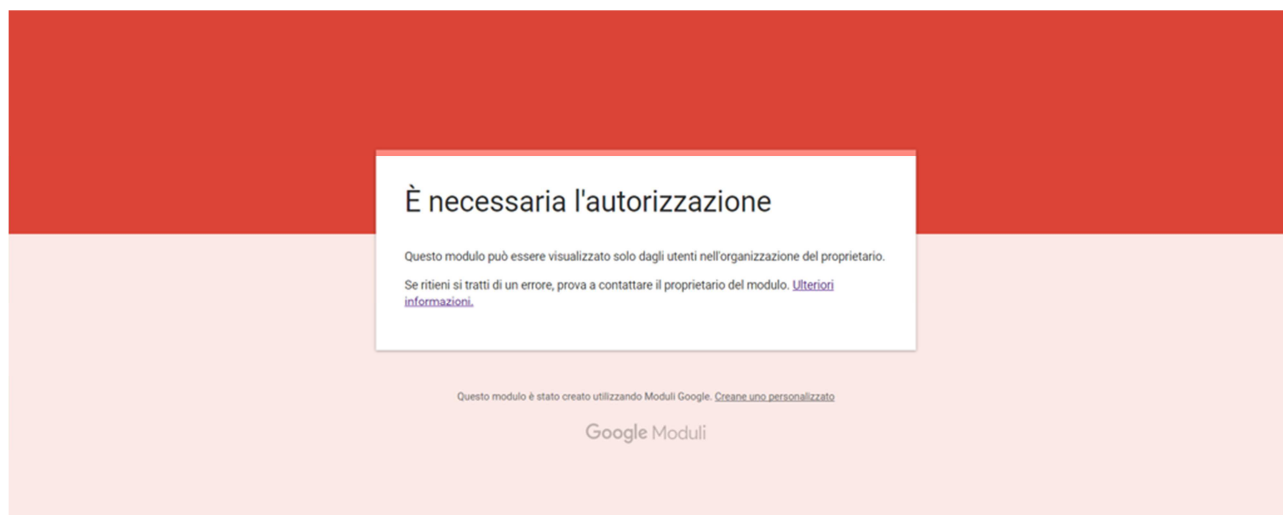 È necessaria l'autorizzazione
Questo modulo può essere visualizzato solo dagli utenti nell'organizzazione del proprietario.
Se ritieni si tratti di un errore, prova a contattare il proprietario del modulo. Ulteriori
informazioni.
Questo modulo è stato creato utilizzando Moduli Google. Creane uno personalizzato
Google Moduli